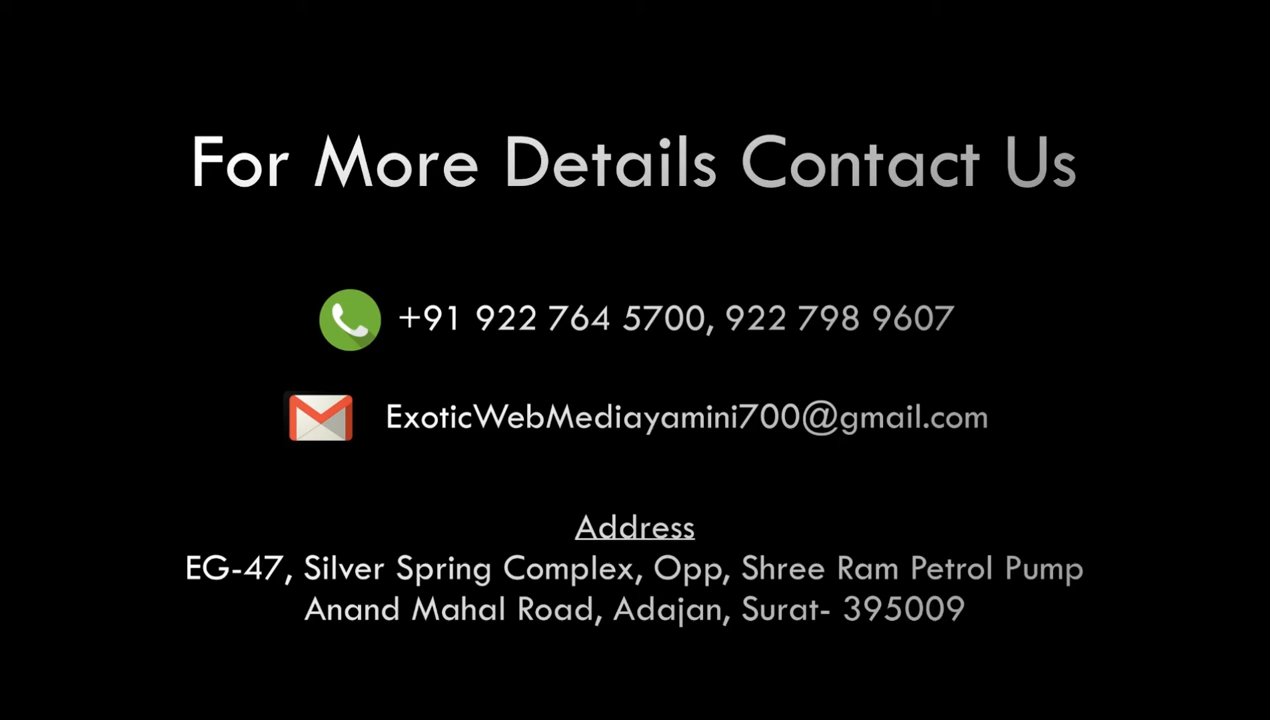 For More Details Contact Us
+91 922 764 5700, 922 798 9607
ExoticWebMediayamini700@gmail.com
Address
EG-47, Silver Spring Complex, Opp, Shree Ram Petrol Pump
Anand Mahal Road, Adajan, Surat- 395009